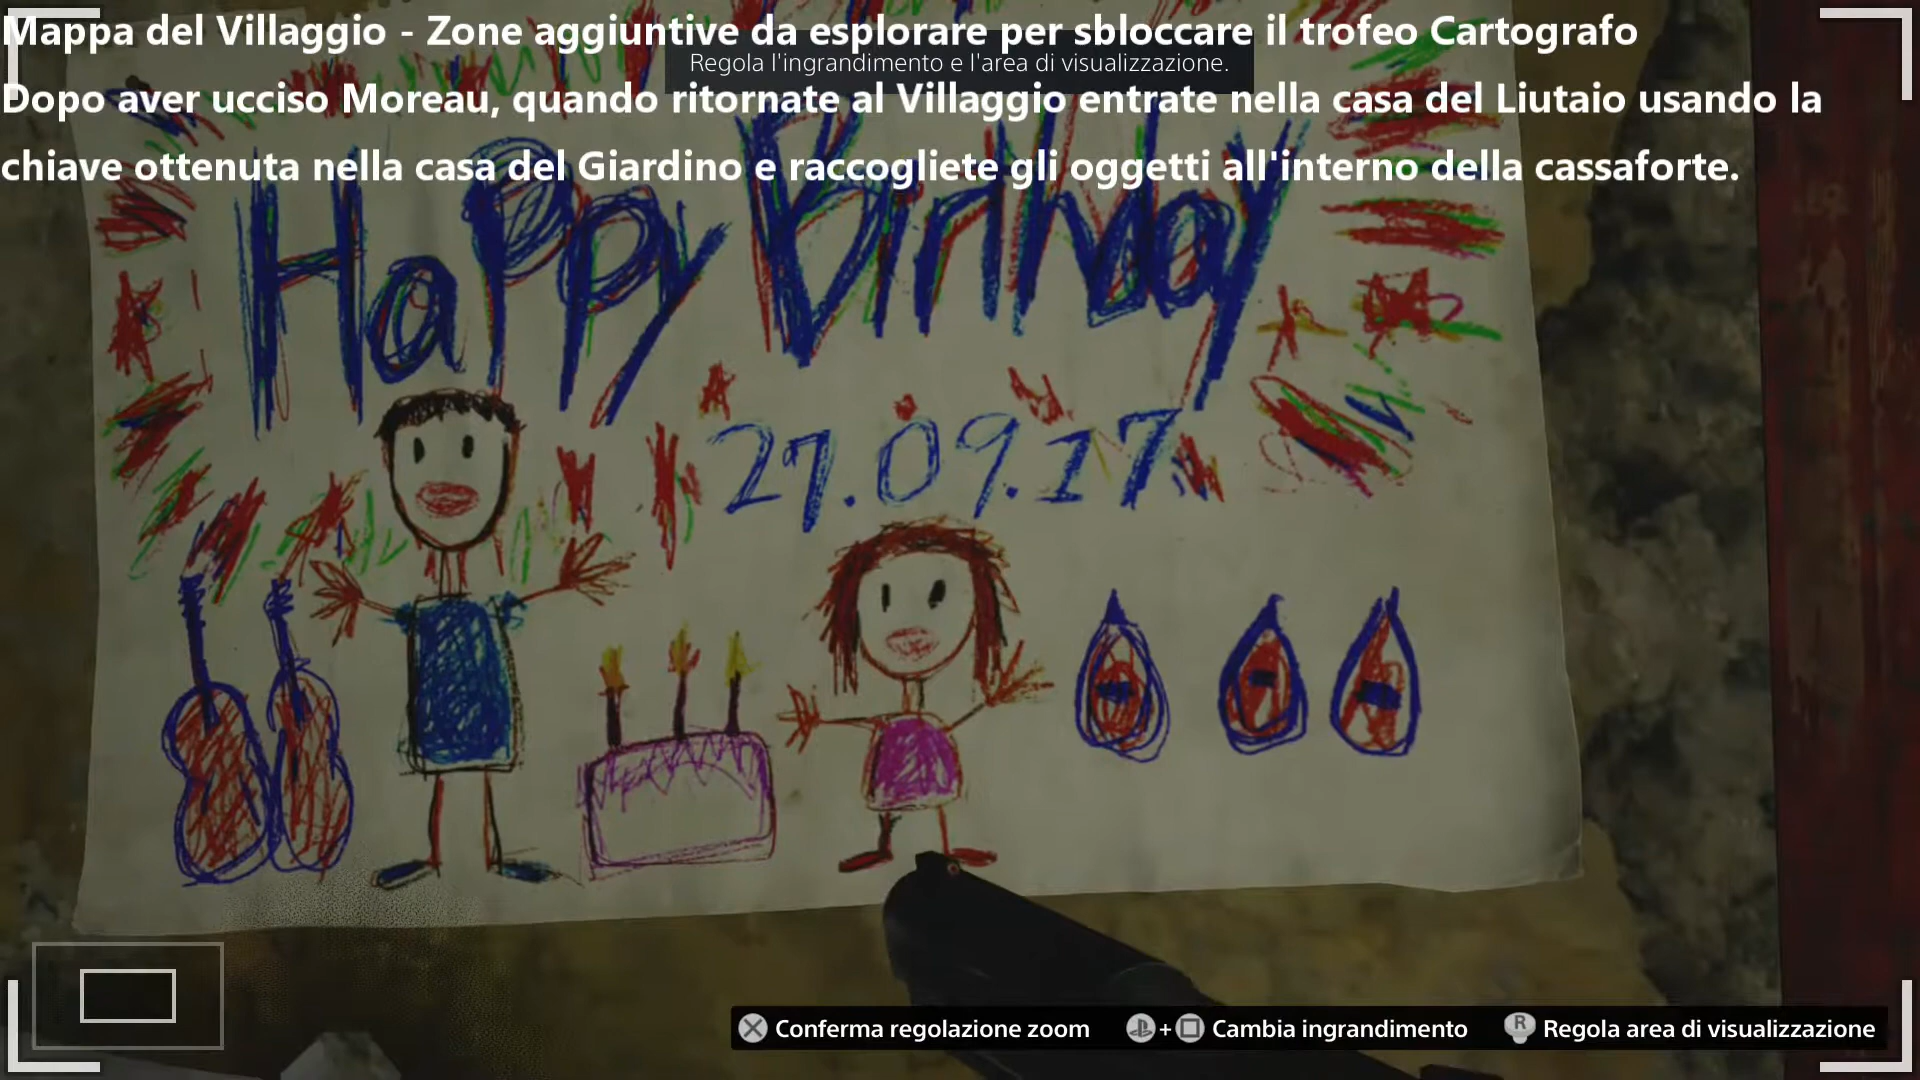 Mappa del Villaggio - Zone aggiuntive da esplorare per sbloccare il trofeo Cartografo
Regola l'ingrandimento e l'area di visualizzazione.
Dopo aver ucciso Moreau, quando ritornate al Villaggio entrate nella casa del Liutaio usando la
chiave ottenuta nella casa del Giardino e raccogliete gli oggetti all'interno della cassaforte.
Happy Birthday
27.09.17
Conferma regolazione zoom + Cambia ingrandimento R Regola area di visualizzazione